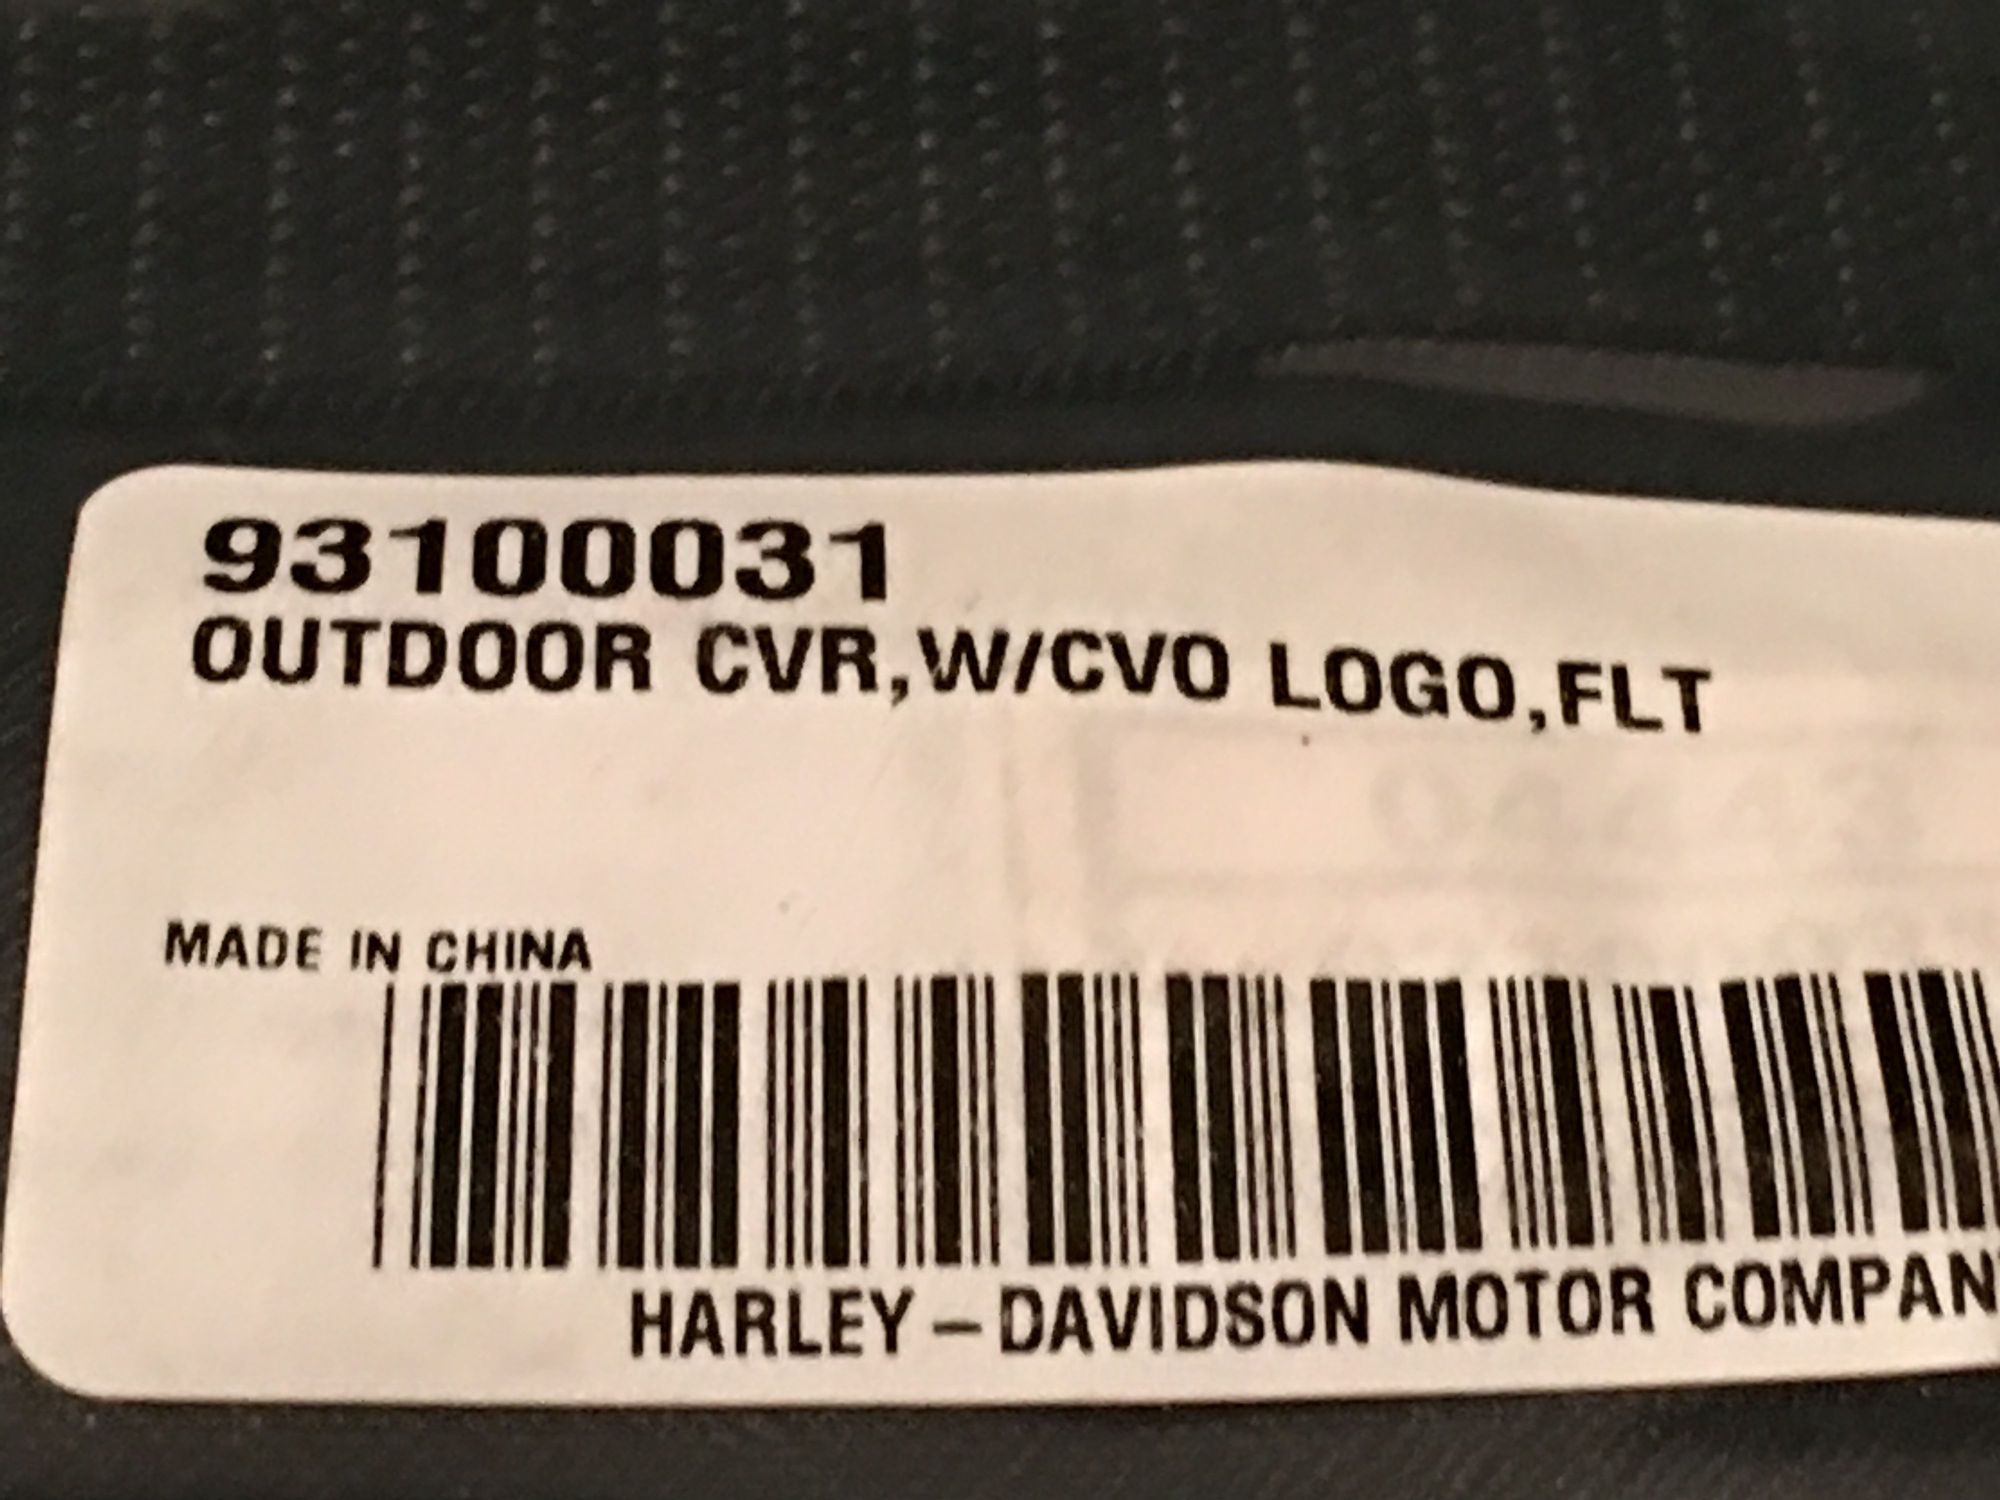 93100031
OUTDOOR CVR,W/CVO LOGO,FLT
MADE IN CHINA
HARLEY-DAVIDSON MOTOR COMPAN